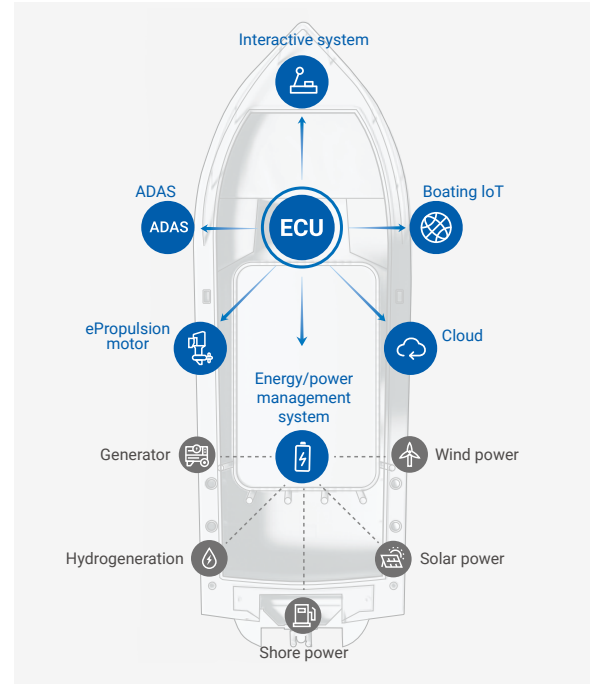 Interactive system
ADAS
ADAS
ECU
Boating IoT
ePropulsion
motor
Cloud
Energy/power
management
system
Generator
Wind power
Hydrogeneration
Solar power
Shore power